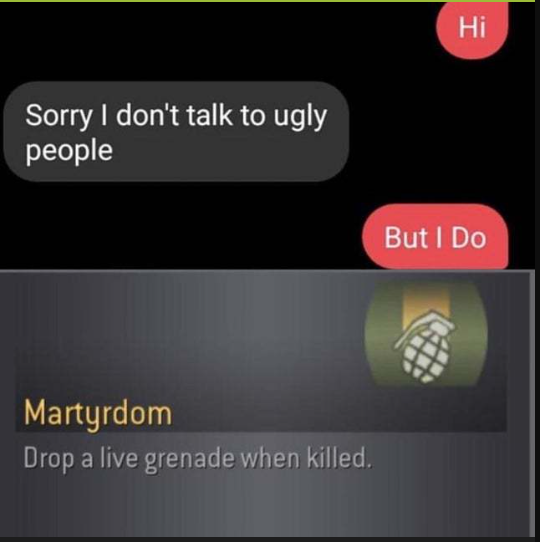 Hi
Sorry I don't talk to ugly
people
But I Do
Martyrdom
Drop a live grenade when killed.